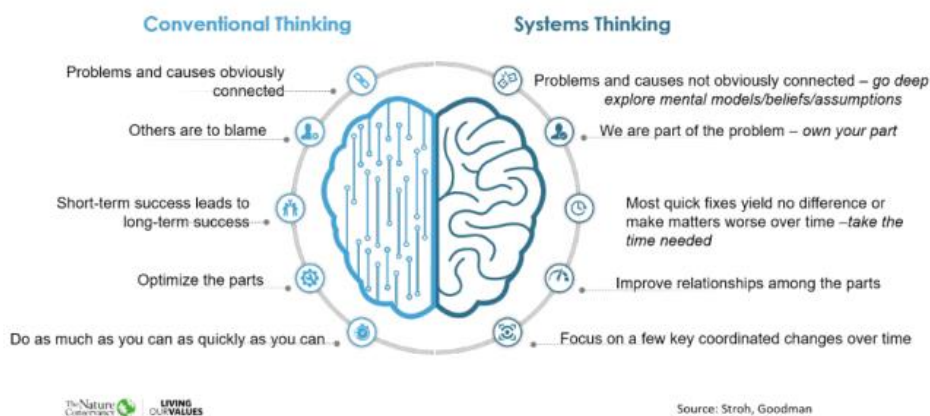 Conventional Thinking
Problems and causes obviously
connected
Others are to blame
Short-term success leads to
long-term success
Optimize the parts
Do as much as you can as quickly as you can
Systems Thinking
Problems and causes not obviously connected – go deep
explore mental models/beliefs/assumptions
We are part of the problem – own your part
Most quick fixes yield no difference or
make matters worse over time –take the
time needed
Improve relationships among the parts
Focus on a few key coordinated changes over time
The Nature
Conservancy
LIVING
OUR VALUES
Source: Stroh, Goodman